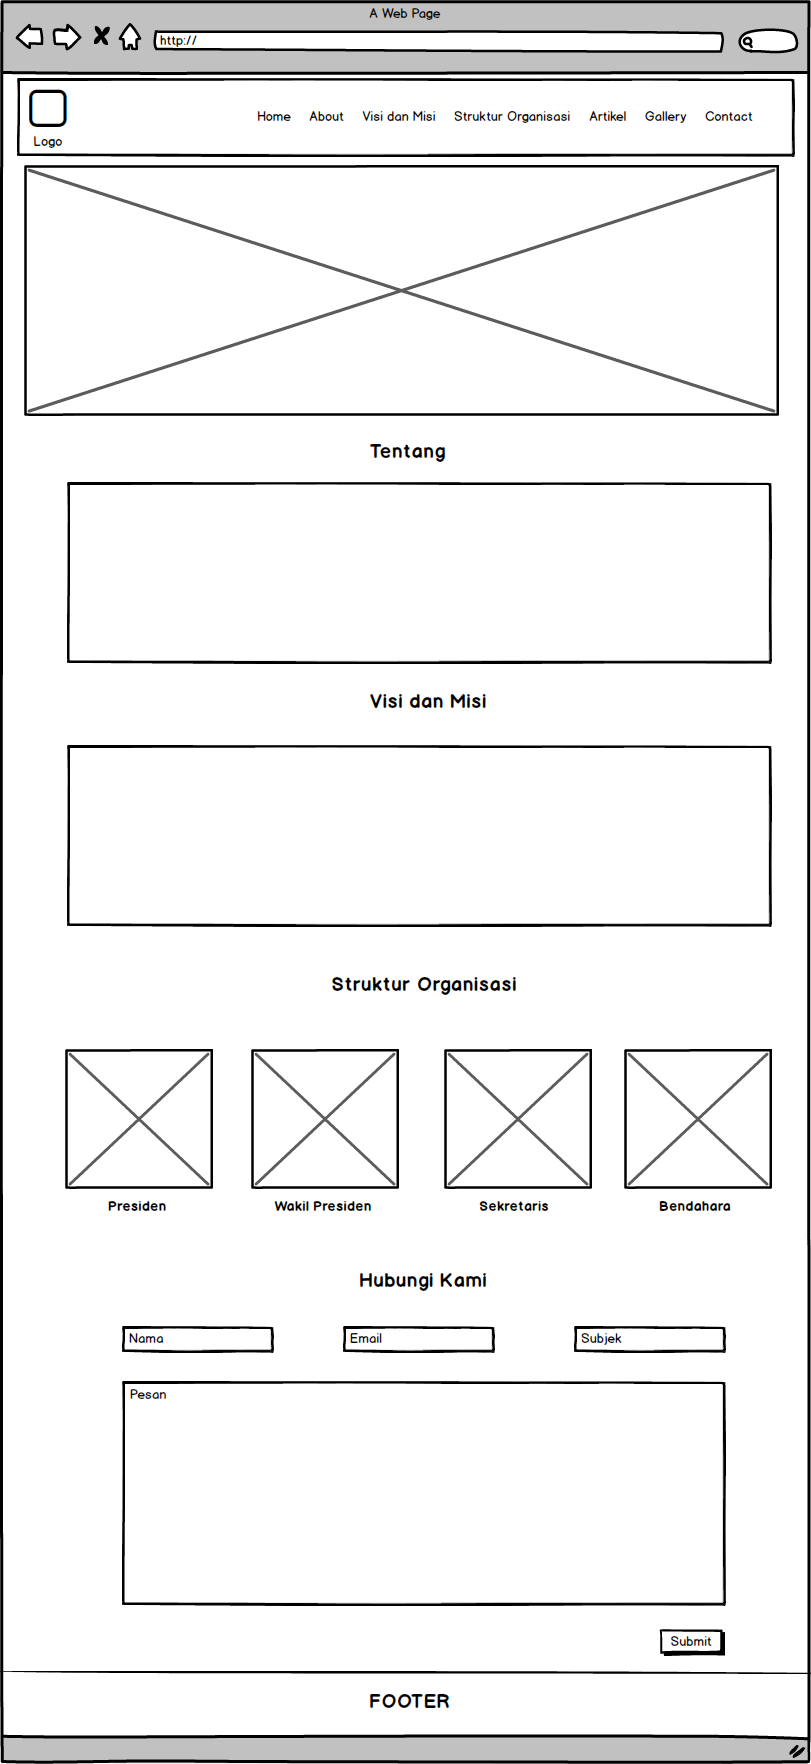 A Web Page
http://
Logo
Home About Visi dan Misi Struktur Organisasi Artikel Gallery Contact
Tentang
Visi dan Misi
Struktur Organisasi
Presiden Wakil Presiden Sekretaris Bendahara
Hubungi Kami
Nama Email Subjek
Pesan
Submit
FOOTER